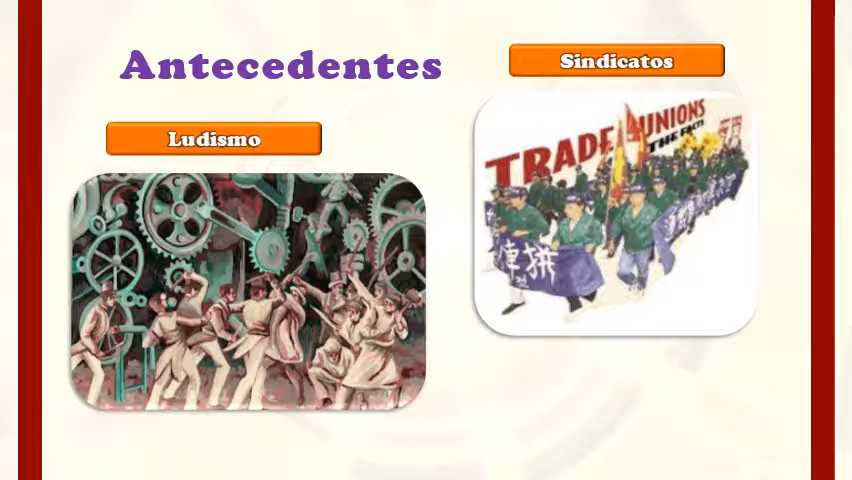 Antecedentes
Sindicatos
Ludismo
TRADE UNIONS
THE FACTS